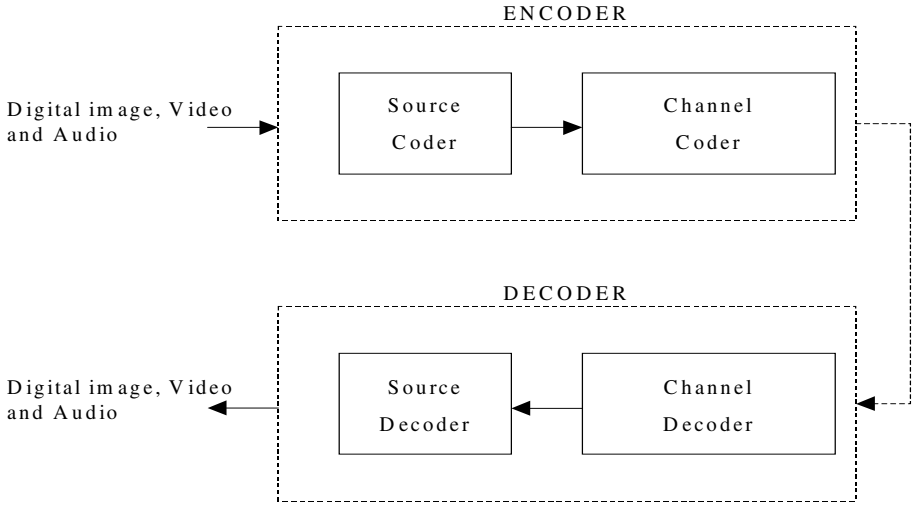 ENCODER
Digital image, Video
and Audio
Source
Coder
Channel
Coder
DECODER
Digital image, Video
and Audio
Source
Decoder
Channel
Decoder